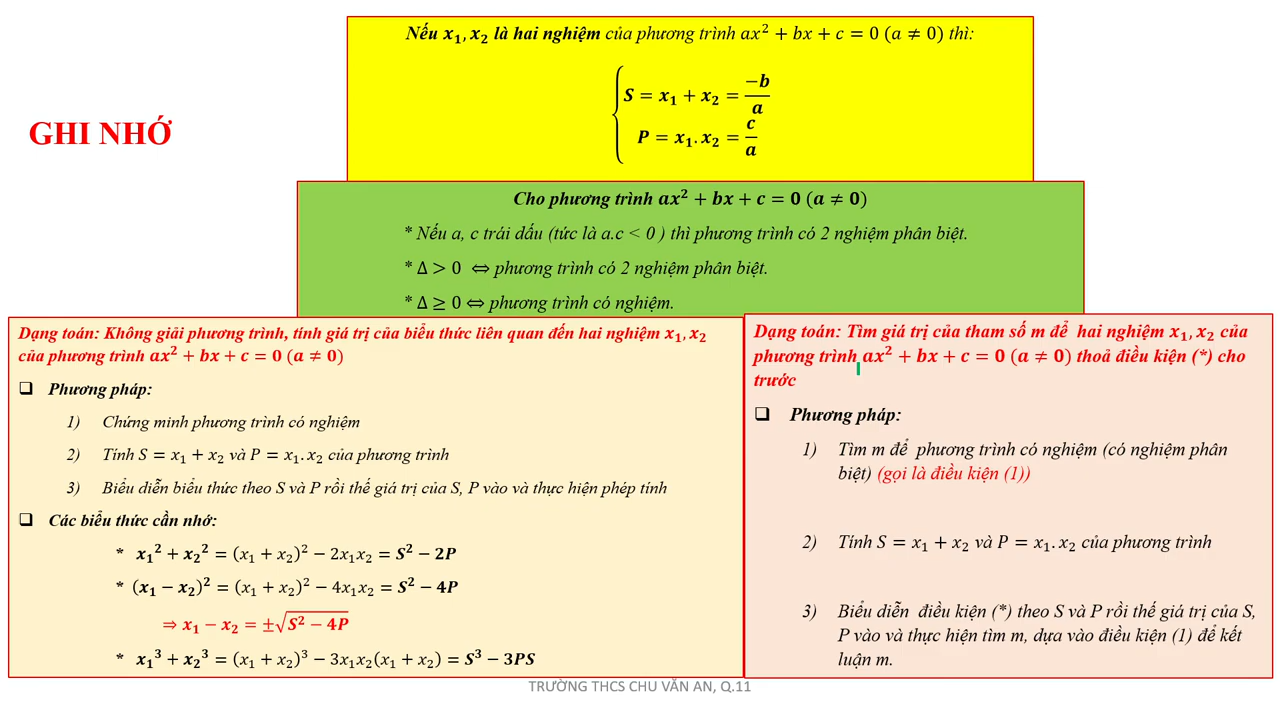 Nếu x₁, x₂ là hai nghiệm của phương trình ax² + bx + c = 0 (a ≠ 0) thì:
S = x₁ + x₂ = −b/a
P = x₁. x₂ = c/a
GHI NHỚ
Cho phương trình ax² + bx + c = 0 (a ≠ 0)
* Nếu a, c trái dấu (tức là a.c < 0 ) thì phương trình có 2 nghiệm phân biệt.
* Δ > 0 ⇔ phương trình có 2 nghiệm phân biệt.
* Δ ≥ 0 ⇔ phương trình có nghiệm.
Dạng toán: Không giải phương trình, tính giá trị của biểu thức liên quan đến hai nghiệm x₁, x₂
của phương trình ax² + bx + c = 0 (a ≠ 0)
❑ Phương pháp:
1) Chứng minh phương trình có nghiệm
2) Tính S = x₁ + x₂ và P = x₁. x₂ của phương trình
3) Biểu diễn biểu thức theo S và P rồi thế giá trị của S, P vào và thực hiện phép tính
❑ Các biểu thức cần nhớ:
* x₁² + x₂² = (x₁ + x₂)² − 2x₁x₂ = S² − 2P
* (x₁ − x₂)² = (x₁ + x₂)² − 4x₁x₂ = S² − 4P
⇒ x₁ − x₂ = ±√(S² − 4P)
* x₁³ + x₂³ = (x₁ + x₂)³ − 3x₁x₂(x₁ + x₂) = S³ − 3PS
Dạng toán: Tìm giá trị của tham số m để hai nghiệm x₁, x₂ của
phương trình ax² + bx + c = 0 (a ≠ 0) thoả điều kiện (*) cho
trước
❑ Phương pháp:
1) Tìm m để phương trình có nghiệm (có nghiệm phân
biệt) (gọi là điều kiện (1))
2) Tính S = x₁ + x₂ và P = x₁. x₂ của phương trình
3) Biểu diễn điều kiện (*) theo S và P rồi thế giá trị của S,
P vào và thực hiện tìm m, dựa vào điều kiện (1) để kết
luận m.
TRƯỜNG THCS CHU VĂN AN, Q.11